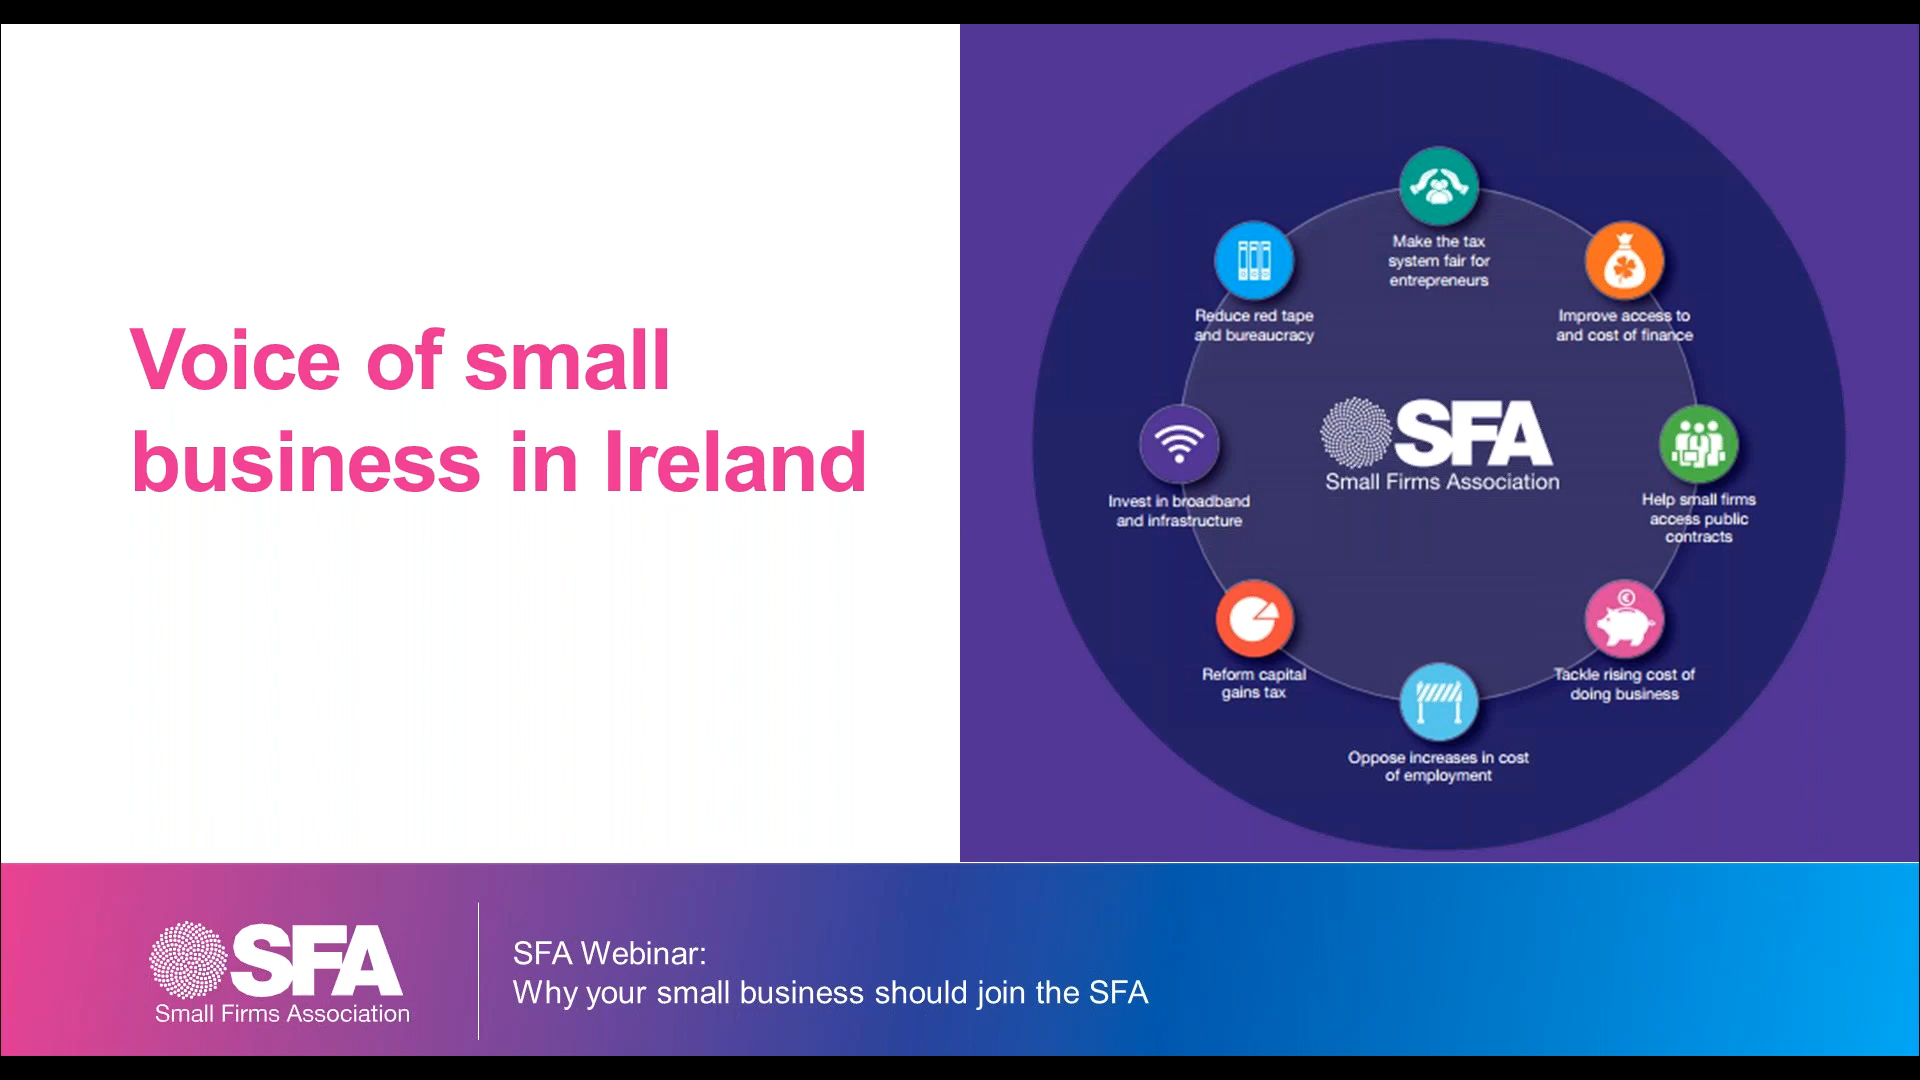 Voice of small
business in Ireland
Make the tax
system fair for
entrepreneurs
Improve access to
and cost of finance
Help small firms
access public
contracts
Tackle rising cost of
doing business
Oppose increases in cost
of employment
Reform capital
gains tax
Invest in broadband
and infrastructure
Reduce red tape
and bureaucracy
SFA
Small Firms Association
€
SFA
Small Firms Association
SFA Webinar:
Why your small business should join the SFA